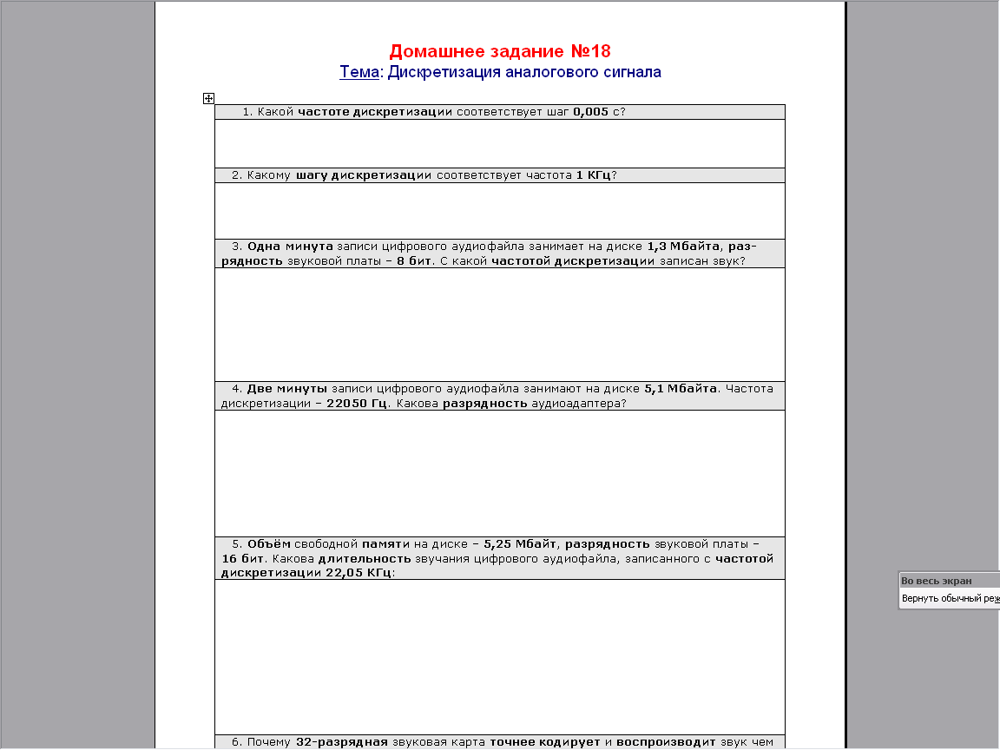 Домашнее задание №18
Тема: Дискретизация аналогового сигнала
1. Какой частоте дискретизации соответствует шаг 0,005 с?
2. Какому шагу дискретизации соответствует частота 1 КГц?
3. Одна минута записи цифрового аудиофайла занимает на диске 1,3 Мбайта, раз-
рядность звуковой платы – 8 бит. С какой частотой дискретизации записан звук?
4. Две минуты записи цифрового аудиофайла занимают на диске 5,1 Мбайта. Частота
дискретизации – 22050 Гц. Какова разрядность аудиоадаптера?
5. Объём свободной памяти на диске – 5,25 Мбайт, разрядность звуковой платы –
16 бит. Какова длительность звучания цифрового аудиофайла, записанного с частотой
дискретизации 22,05 КГц:
Во весь экран
Вернуть обычный реж
6. Почему 32-разрядная звуковая карта точнее кодирует и воспроизводит звук чем